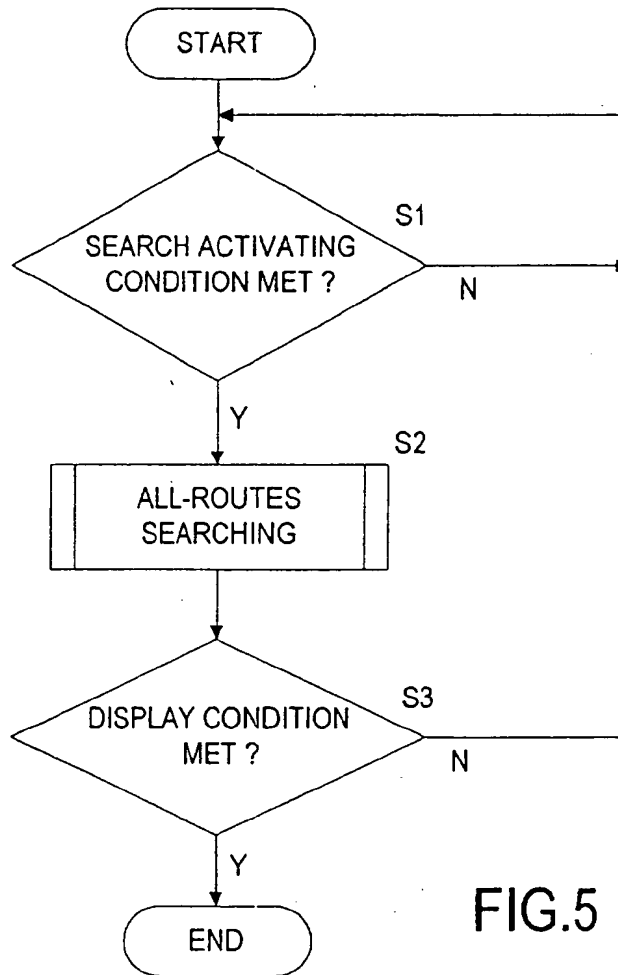 START
S1
SEARCH ACTIVATING
CONDITION MET ?
N
Y
S2
ALL-ROUTES
SEARCHING
S3
DISPLAY CONDITION
MET ?
N
Y
END
FIG.5